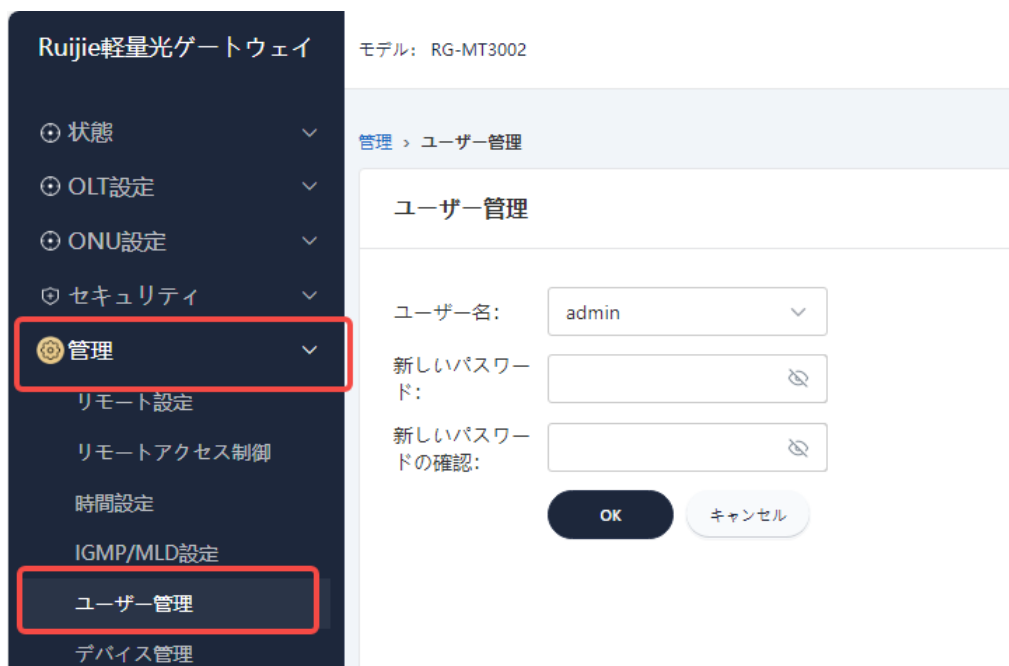 Ruijie軽量光ゲートウェイ
モデル: RG-MT3002
状態
OLT設定
ONU設定
セキュリティ
管理
リモート設定
リモートアクセス制御
時間設定
IGMP/MLD設定
ユーザー管理
デバイス管理
管理 › ユーザー管理
ユーザー管理
ユーザー名:
admin
新しいパスワー
ド:
新しいパスワー
ドの確認:
OK
キャンセル